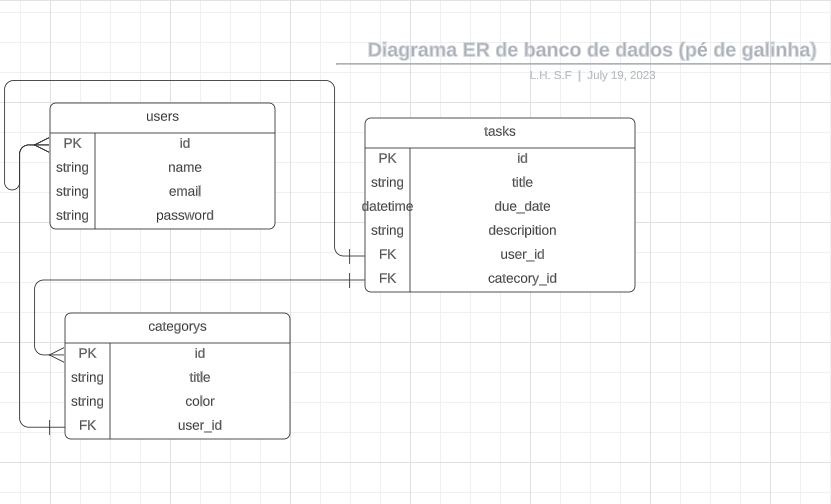 Diagrama ER de banco de dados (pé de galinha)
L.H. S.F | July 19, 2023
users
PK id
string name
string email
string password
tasks
PK id
string title
datetime due_date
string descripition
FK user_id
FK catecory_id
categorys
PK id
string title
string color
FK user_id